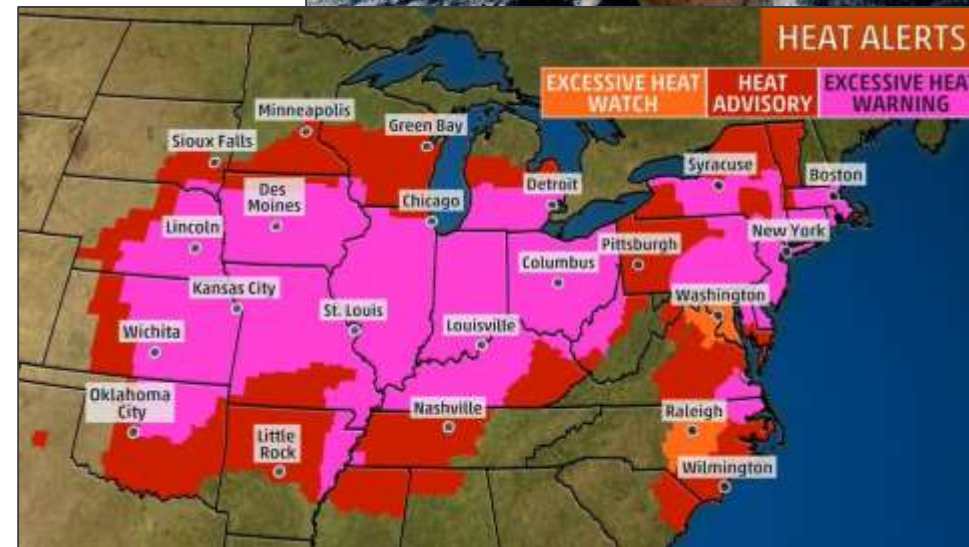 HEAT ALERTS
EXCESSIVE HEAT
WATCH
HEAT
ADVISORY
EXCESSIVE HEA
WARNING
Minneapolis
Green Bay
Sioux Falls
Syracuse
Boston
Des
Moines
Chicago
Detroit
Lincoln
New York
Pittsburgh
Columbus
Kansas City
Washington
St. Louis
Louisville
Wichita
Oklahoma
City
Nashville
Raleigh
Little
Rock
Wilmington